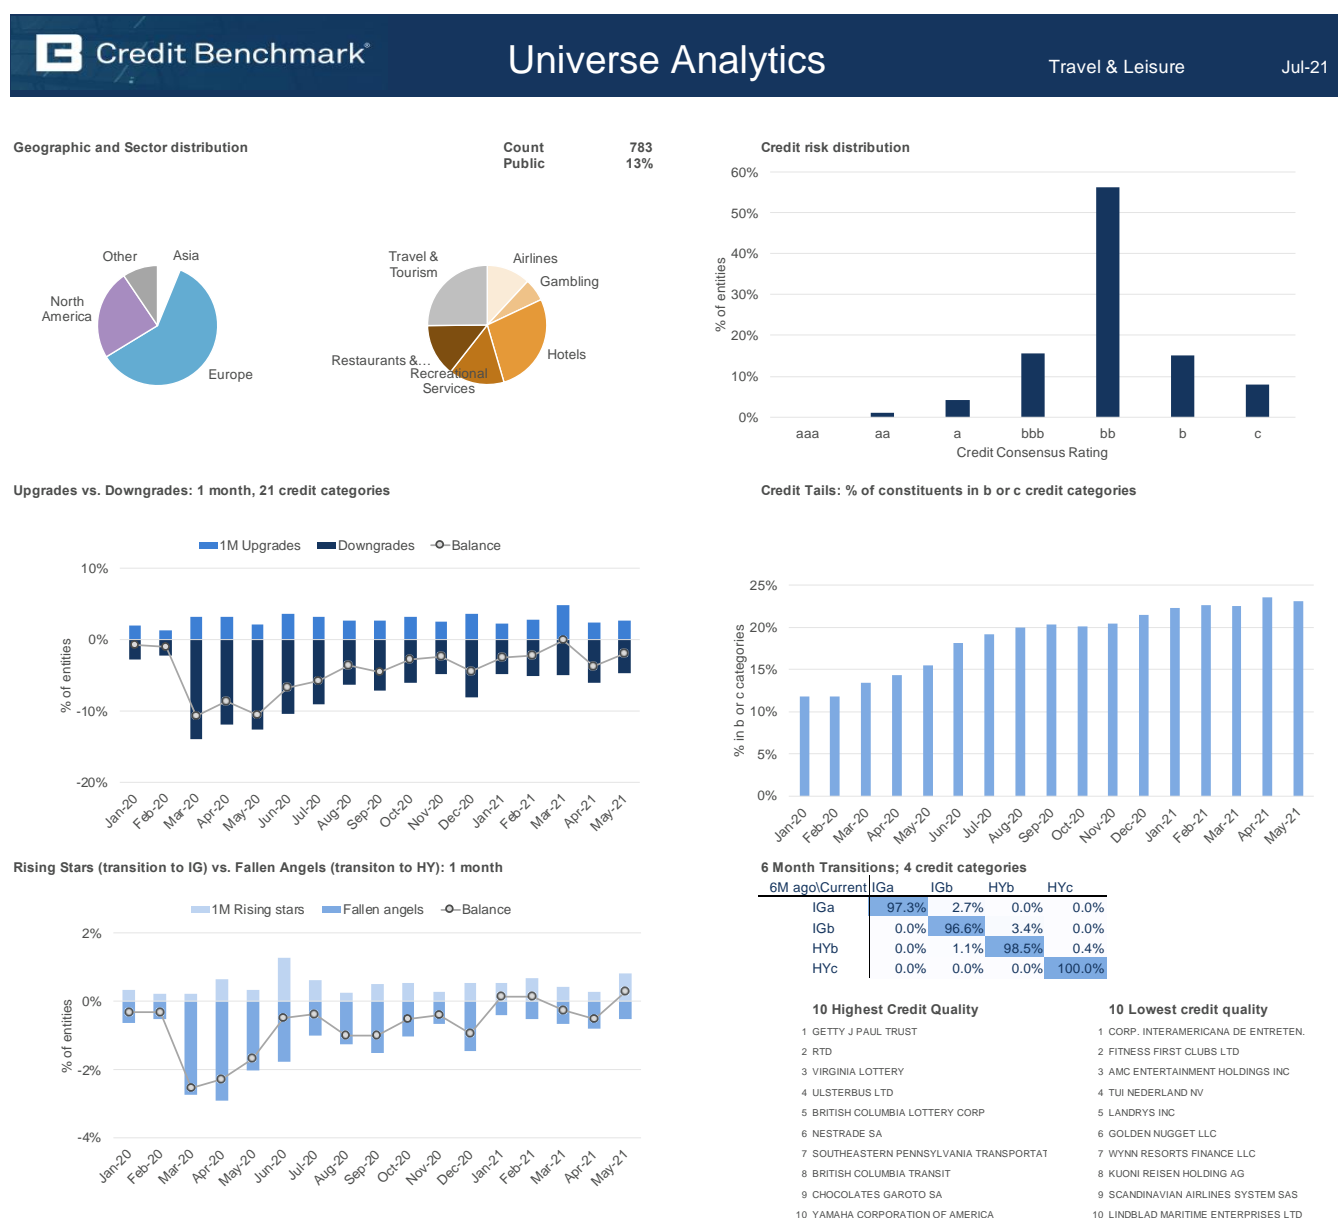 Credit Benchmark®
Universe Analytics
Travel & Leisure
Jul-21
Geographic and Sector distribution
Count 783
Public 13%
Other
Asia
North
America
Europe
Travel &
Tourism
Airlines
Gambling
Hotels
Restaurants &...
Recreational
Services
Credit risk distribution
60%
50%
40%
30%
20%
10%
0%
% of entities
aaa aa a bbb bb b c
Credit Consensus Rating
Upgrades vs. Downgrades: 1 month, 21 credit categories
1M Upgrades Downgrades Balance
10%
0%
-10%
-20%
% of entities
Jan-20 Feb-20 Mar-20 Apr-20 May-20 Jun-20 Jul-20 Aug-20 Sep-20 Oct-20 Nov-20 Dec-20 Jan-21 Feb-21 Mar-21 Apr-21 May-21
Credit Tails: % of constituents in b or c credit categories
25%
20%
15%
10%
5%
0%
% in b or c categories
Jan-20 Feb-20 Mar-20 Apr-20 May-20 Jun-20 Jul-20 Aug-20 Sep-20 Oct-20 Nov-20 Dec-20 Jan-21 Feb-21 Mar-21 Apr-21 May-21
Rising Stars (transition to IG) vs. Fallen Angels (transiton to HY): 1 month
1M Rising stars Fallen angels Balance
2%
0%
-2%
-4%
% of entities
Jan-20 Feb-20 Mar-20 Apr-20 May-20 Jun-20 Jul-20 Aug-20 Sep-20 Oct-20 Nov-20 Dec-20 Jan-21 Feb-21 Mar-21 Apr-21 May-21
6 Month Transitions; 4 credit categories
6M ago\Current IGa IGb HYb HYc
IGa 97.3% 2.7% 0.0% 0.0%
IGb 0.0% 96.6% 3.4% 0.0%
HYb 0.0% 1.1% 98.5% 0.4%
HYc 0.0% 0.0% 0.0% 100.0%
10 Highest Credit Quality
1 GETTY J PAUL TRUST
2 RTD
3 VIRGINIA LOTTERY
4 ULSTERBUS LTD
5 BRITISH COLUMBIA LOTTERY CORP
6 NESTRADE SA
7 SOUTHEASTERN PENNSYLVANIA TRANSPORTAT
8 BRITISH COLUMBIA TRANSIT
9 CHOCOLATES GAROTO SA
10 YAMAHA CORPORATION OF AMERICA
10 Lowest credit quality
1 CORP. INTERAMERICANA DE ENTRETEN.
2 FITNESS FIRST CLUBS LTD
3 AMC ENTERTAINMENT HOLDINGS INC
4 TUI NEDERLAND NV
5 LANDRYS INC
6 GOLDEN NUGGET LLC
7 WYNN RESORTS FINANCE LLC
8 KUONI REISEN HOLDING AG
9 SCANDINAVIAN AIRLINES SYSTEM SAS
10 LINDBLAD MARITIME ENTERPRISES LTD